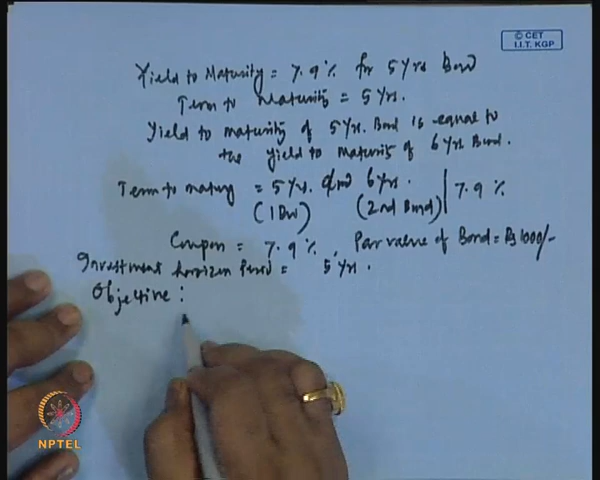 © CET
I.I.T. KGP
Yield to Maturity = 7.9% for 5 Yrs Bond
Term to Maturity = 5 Yrs.
Yield to maturity of 5 Yr. Bond is equal to
the yield to maturity of 6 Yrs Bond.
Term to = 5 Yrs. and 6 Yrs. | 7.9%
(1 ) (2nd Bond)
Coupon = 7.9%, Par value of Bond = Rs 1000/-
Investment horizon Period = 5 Yrs.
Objective :
NPTEL